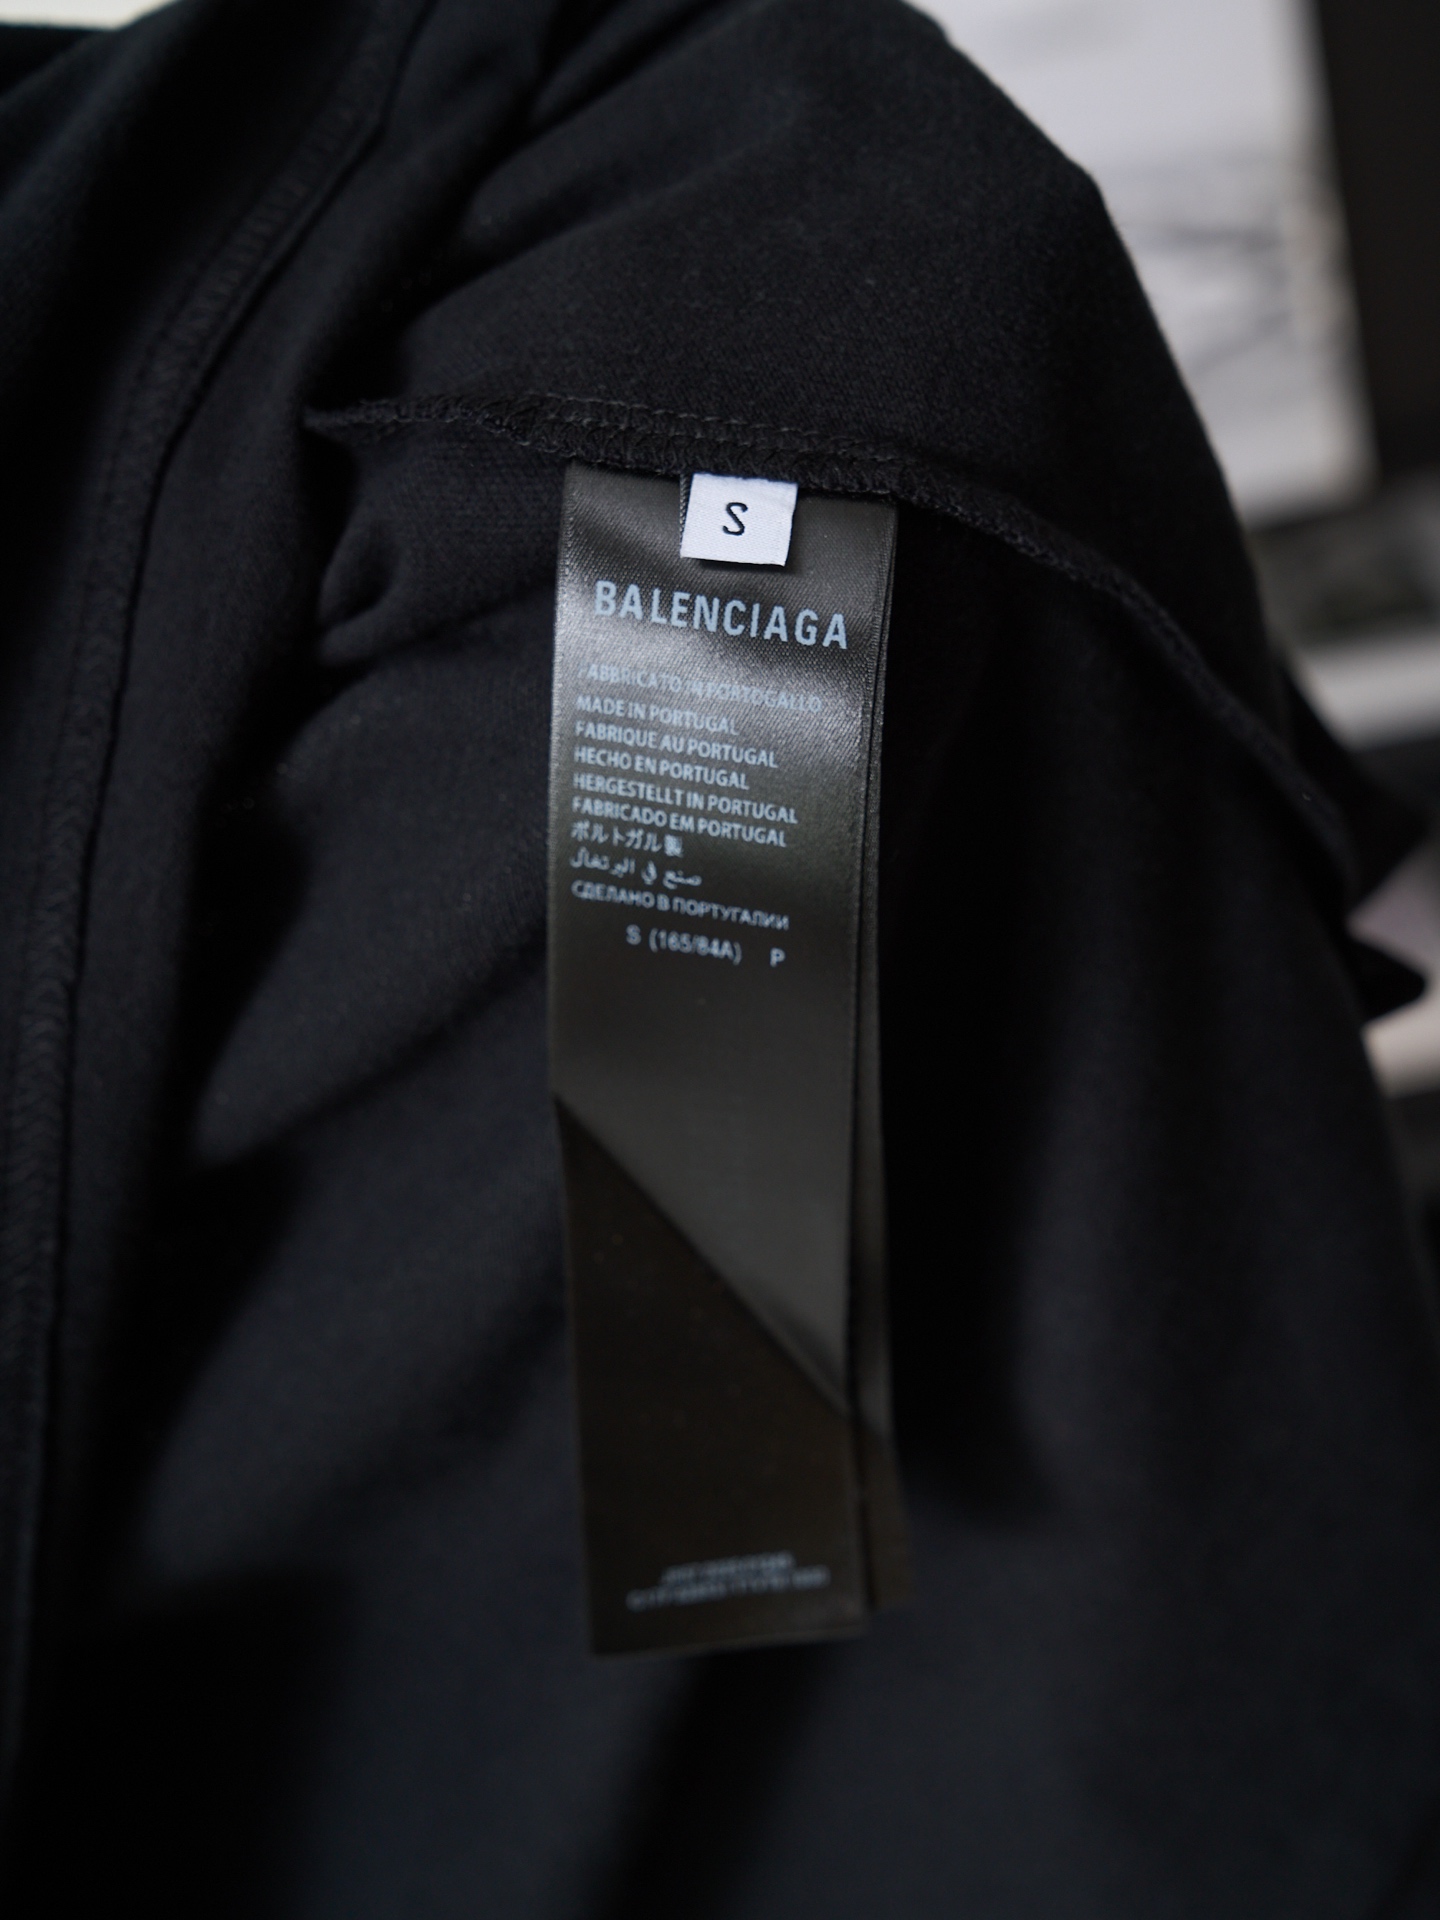 S
BALENCIAGA
FABBRICATO IN PORTOGALLO
MADE IN PORTUGAL
FABRIQUE AU PORTUGAL
HECHO EN PORTUGAL
HERGESTELLT IN PORTUGAL
FABRICADO EM PORTUGAL
ポルトガル製
صنع في البرتغال
СДЕЛАНО В ПОРТУГАЛИИ
S (165/84A) P